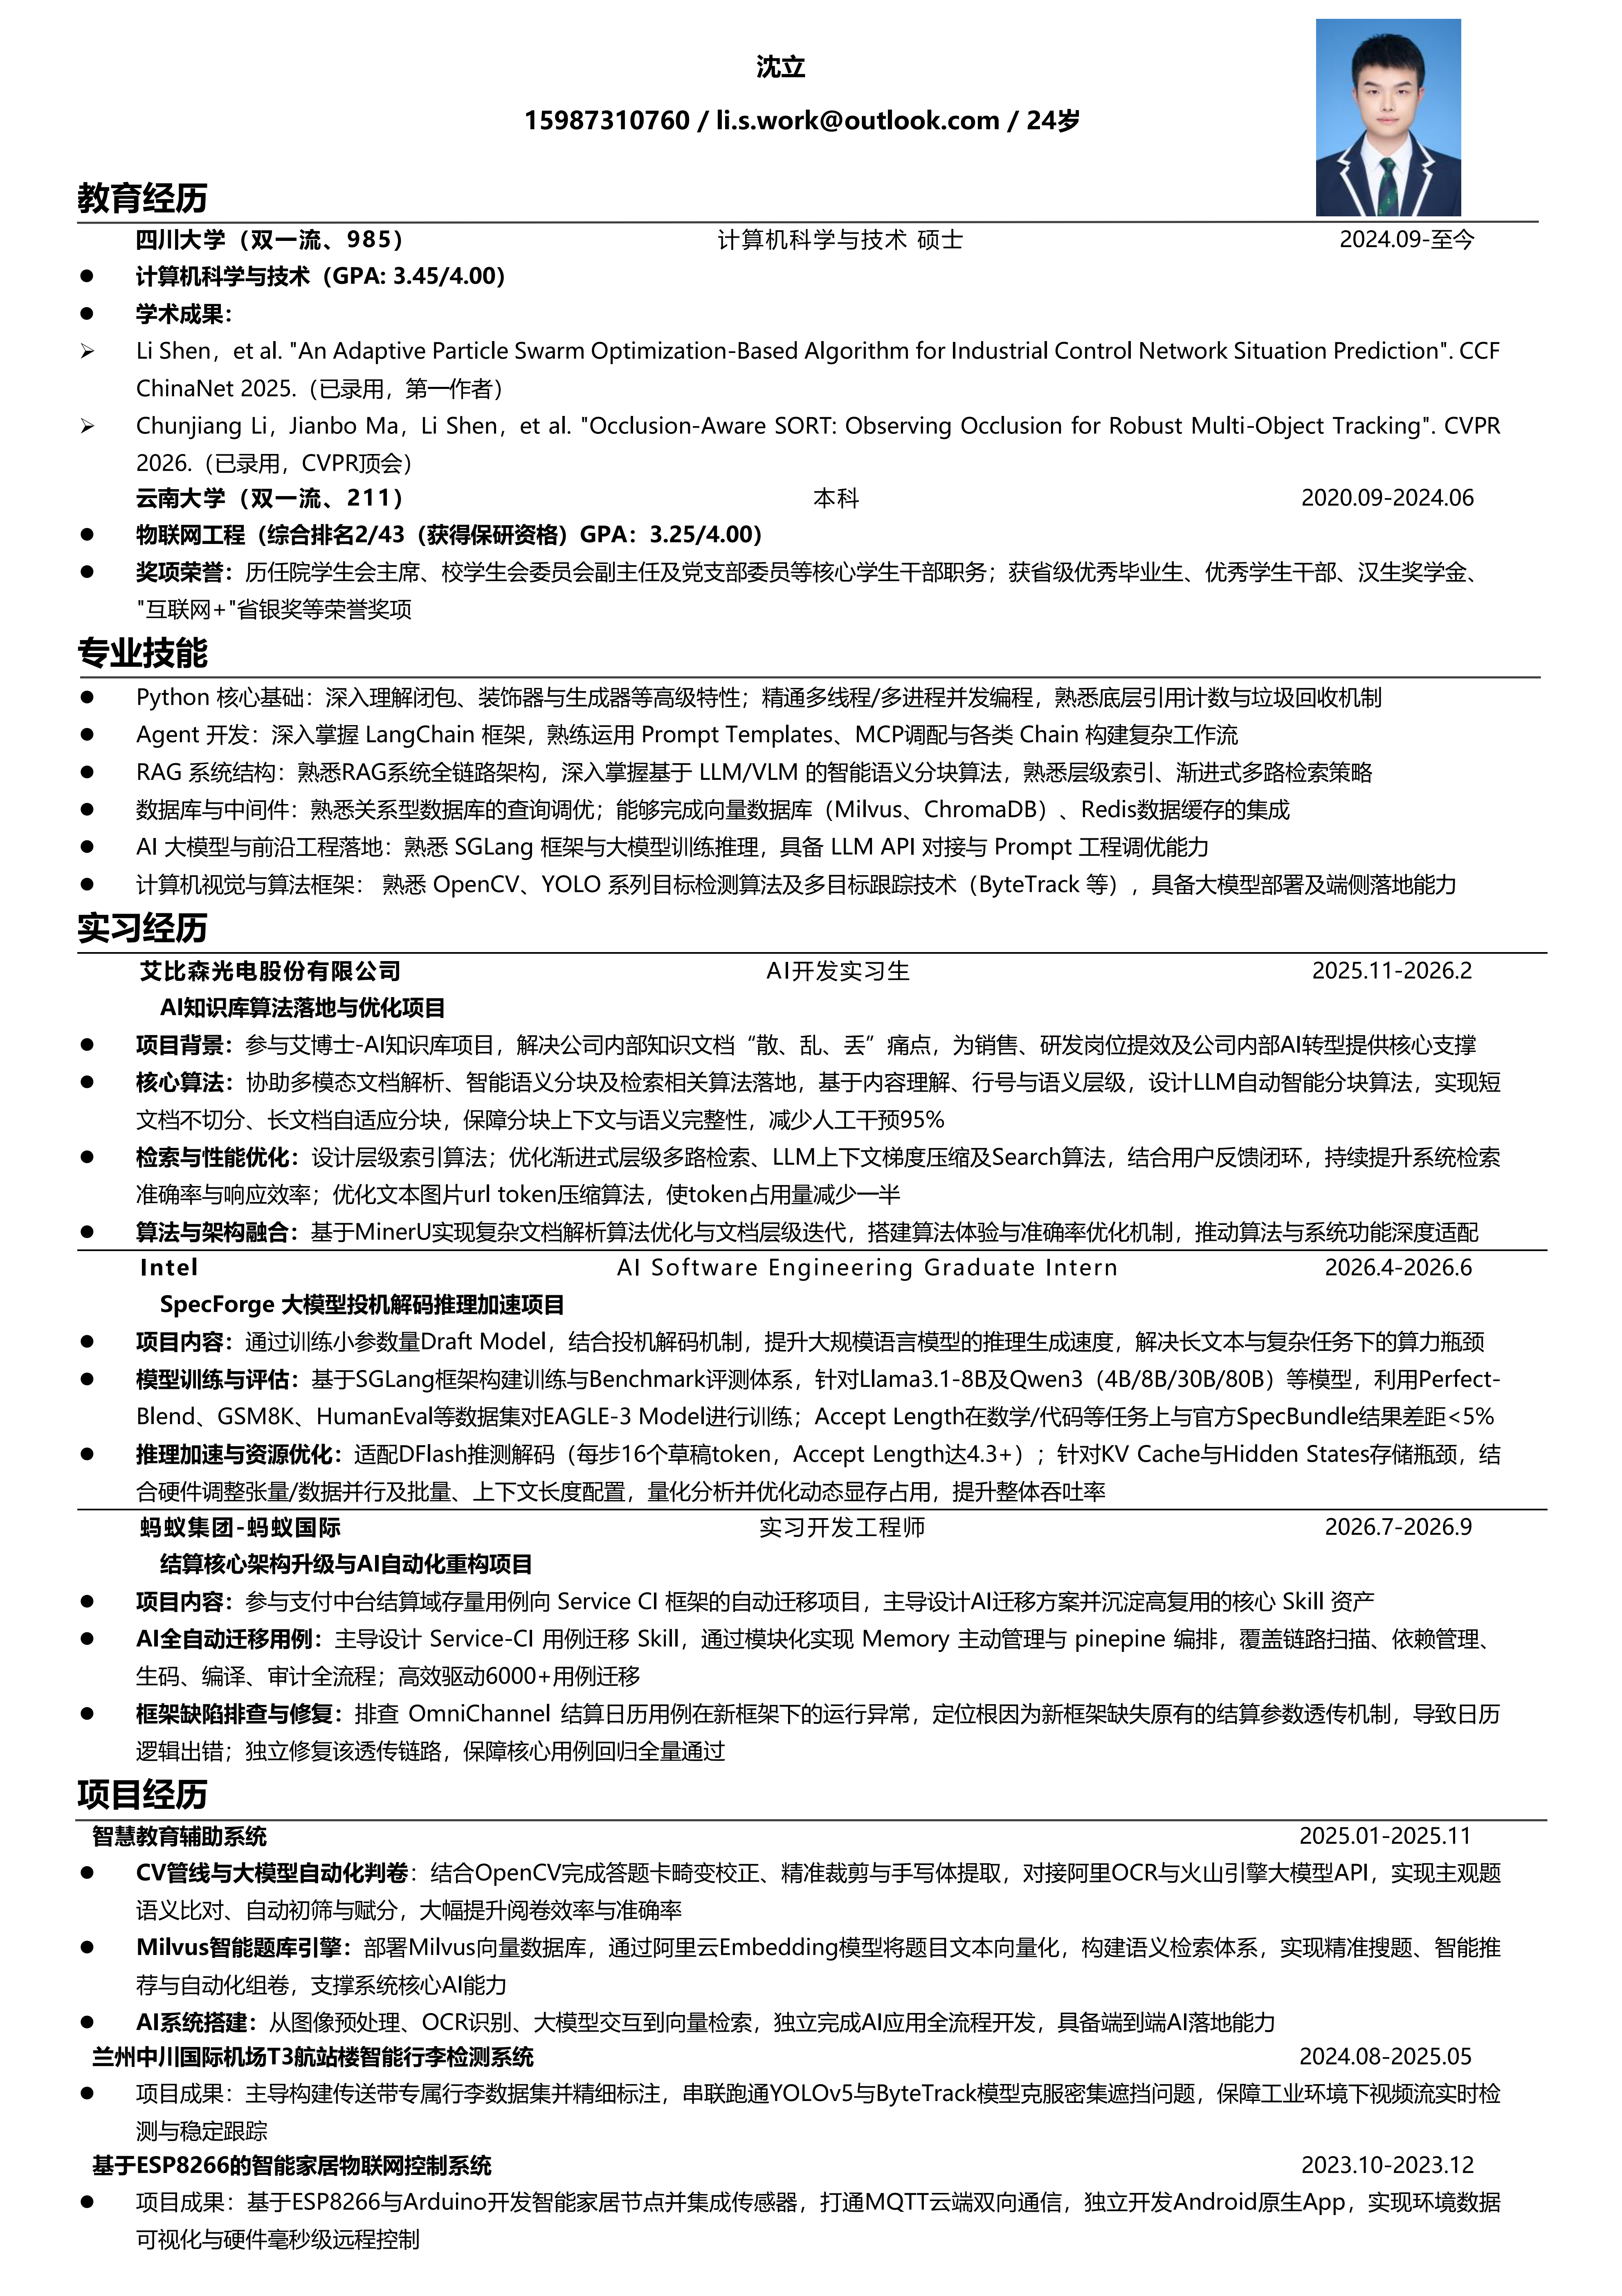 沈立
15987310760 / li.s.work@outlook.com / 24岁
教育经历
四川大学（双一流、985） 计算机科学与技术 硕士 2024.09-至今
● 计算机科学与技术（GPA: 3.45/4.00）
● 学术成果：
➢ Li Shen，et al. "An Adaptive Particle Swarm Optimization-Based Algorithm for Industrial Control Network Situation Prediction". CCF
ChinaNet 2025.（已录用，第一作者）
➢ Chunjiang Li，Jianbo Ma，Li Shen，et al. "Occlusion-Aware SORT: Observing Occlusion for Robust Multi-Object Tracking". CVPR
2026.（已录用，CVPR顶会）
云南大学（双一流、211） 本科 2020.09-2024.06
● 物联网工程（综合排名2/43（获得保研资格）GPA：3.25/4.00）
● 奖项荣誉：历任院学生会主席、校学生会委员会副主任及党支部委员等核心学生干部职务；获省级优秀毕业生、优秀学生干部、汉生奖学金、
"互联网+"省银奖等荣誉奖项
专业技能
● Python 核心基础：深入理解闭包、装饰器与生成器等高级特性；精通多线程/多进程并发编程，熟悉底层引用计数与垃圾回收机制
● Agent 开发：深入掌握 LangChain 框架，熟练运用 Prompt Templates、MCP调配与各类 Chain 构建复杂工作流
● RAG 系统结构：熟悉RAG系统全链路架构，深入掌握基于 LLM/VLM 的智能语义分块算法，熟悉层级索引、渐进式多路检索策略
● 数据库与中间件：熟悉关系型数据库的查询调优；能够完成向量数据库（Milvus、ChromaDB）、Redis数据缓存的集成
● AI 大模型与前沿工程落地：熟悉 SGLang 框架与大模型训练推理，具备 LLM API 对接与 Prompt 工程调优能力
● 计算机视觉与算法框架： 熟悉 OpenCV、YOLO 系列目标检测算法及多目标跟踪技术（ByteTrack 等），具备大模型部署及端侧落地能力
实习经历
艾比森光电股份有限公司 AI开发实习生 2025.11-2026.2
AI知识库算法落地与优化项目
● 项目背景：参与艾博士-AI知识库项目，解决公司内部知识文档“散、乱、丢”痛点，为销售、研发岗位提效及公司内部AI转型提供核心支撑
● 核心算法：协助多模态文档解析、智能语义分块及检索相关算法落地，基于内容理解、行号与语义层级，设计LLM自动智能分块算法，实现短
文档不切分、长文档自适应分块，保障分块上下文与语义完整性，减少人工干预95%
● 检索与性能优化：设计层级索引算法；优化渐进式层级多路检索、LLM上下文梯度压缩及Search算法，结合用户反馈闭环，持续提升系统检索
准确率与响应效率；优化文本图片url token压缩算法，使token占用量减少一半
● 算法与架构融合：基于MinerU实现复杂文档解析算法优化与文档层级迭代，搭建算法体验与准确率优化机制，推动算法与系统功能深度适配
Intel AI Software Engineering Graduate Intern 2026.4-2026.6
SpecForge 大模型投机解码推理加速项目
● 项目内容：通过训练小参数量Draft Model，结合投机解码机制，提升大规模语言模型的推理生成速度，解决长文本与复杂任务下的算力瓶颈
● 模型训练与评估：基于SGLang框架构建训练与Benchmark评测体系，针对Llama3.1-8B及Qwen3（4B/8B/30B/80B）等模型，利用Perfect-
Blend、GSM8K、HumanEval等数据集对EAGLE-3 Model进行训练；Accept Length在数学/代码等任务上与官方SpecBundle结果差距<5%
● 推理加速与资源优化：适配DFlash推测解码（每步16个草稿token，Accept Length达4.3+）；针对KV Cache与Hidden States存储瓶颈，结
合硬件调整张量/数据并行及批量、上下文长度配置，量化分析并优化动态显存占用，提升整体吞吐率
蚂蚁集团-蚂蚁国际 实习开发工程师 2026.7-2026.9
结算核心架构升级与AI自动化重构项目
● 项目内容：参与支付中台结算域存量用例向 Service CI 框架的自动迁移项目，主导设计AI迁移方案并沉淀高复用的核心 Skill 资产
● AI全自动迁移用例：主导设计 Service-CI 用例迁移 Skill，通过模块化实现 Memory 主动管理与 pinepine 编排，覆盖链路扫描、依赖管理、
生码、编译、审计全流程；高效驱动6000+用例迁移
● 框架缺陷排查与修复：排查 OmniChannel 结算日历用例在新框架下的运行异常，定位根因为新框架缺失原有的结算参数透传机制，导致日历
逻辑出错；独立修复该透传链路，保障核心用例回归全量通过
项目经历
智慧教育辅助系统 2025.01-2025.11
● CV管线与大模型自动化判卷：结合OpenCV完成答题卡畸变校正、精准裁剪与手写体提取，对接阿里OCR与火山引擎大模型API，实现主观题
语义比对、自动初筛与赋分，大幅提升阅卷效率与准确率
● Milvus智能题库引擎：部署Milvus向量数据库，通过阿里云Embedding模型将题目文本向量化，构建语义检索体系，实现精准搜题、智能推
荐与自动化组卷，支撑系统核心AI能力
● AI系统搭建：从图像预处理、OCR识别、大模型交互到向量检索，独立完成AI应用全流程开发，具备端到端AI落地能力
兰州中川国际机场T3航站楼智能行李检测系统 2024.08-2025.05
● 项目成果：主导构建传送带专属行李数据集并精细标注，串联跑通YOLOv5与ByteTrack模型克服密集遮挡问题，保障工业环境下视频流实时检
测与稳定跟踪
基于ESP8266的智能家居物联网控制系统 2023.10-2023.12
● 项目成果：基于ESP8266与Arduino开发智能家居节点并集成传感器，打通MQTT云端双向通信，独立开发Android原生App，实现环境数据
可视化与硬件毫秒级远程控制